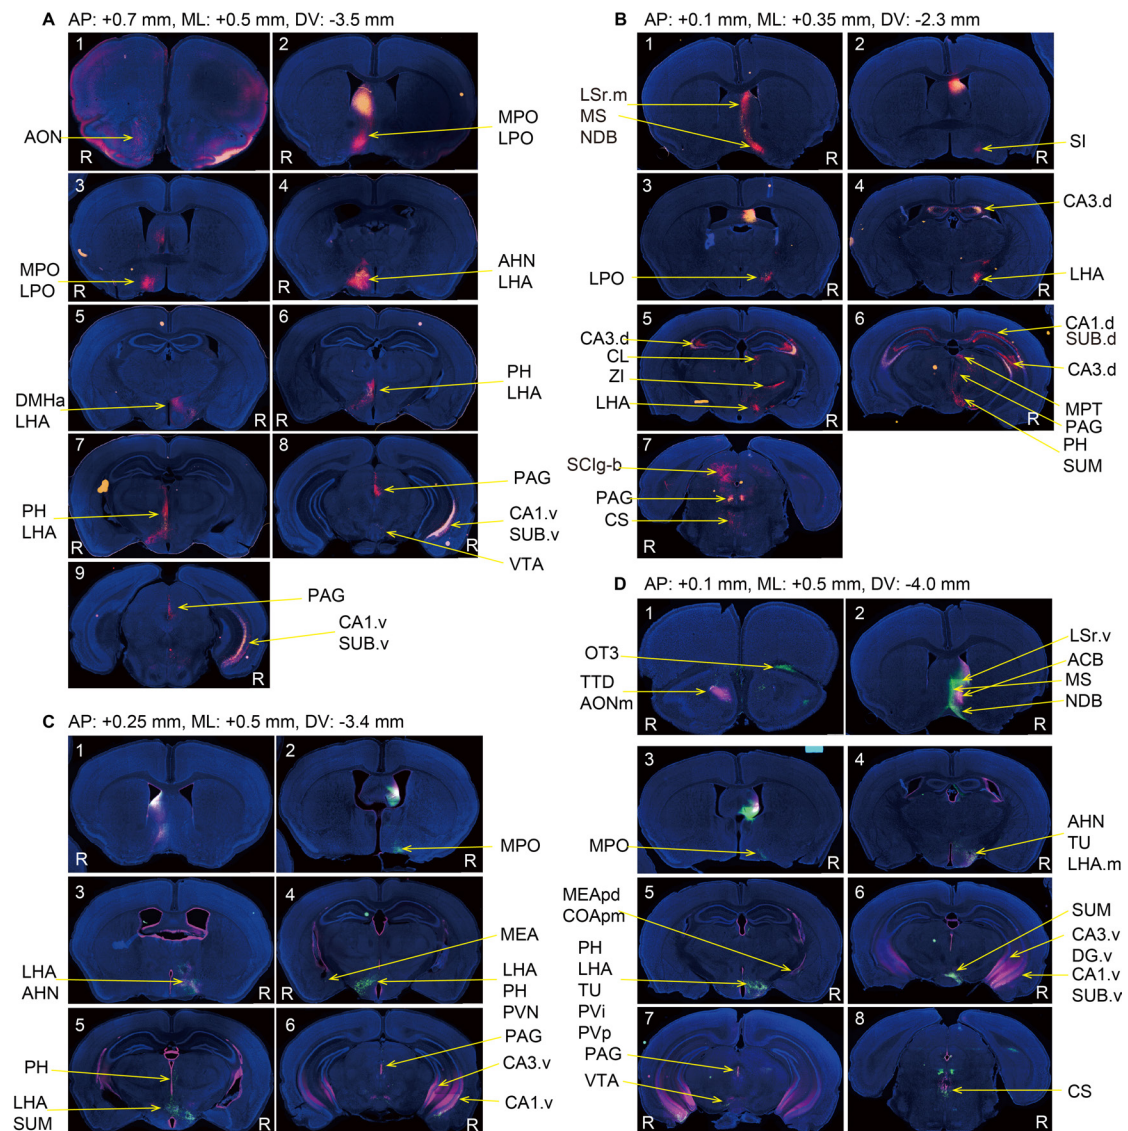 A AP: +0.7 mm, ML: +0.5 mm, DV: -3.5 mm
1
AON
R
2
MPO
LPO
R
3
MPO
LPO
R
4
AHN
LHA
R
5
DMHa
LHA
R
6
PH
LHA
R
7
PH
LHA
R
8
PAG
CA1.v
SUB.v
VTA
R
9
PAG
CA1.v
SUB.v
R
B AP: +0.1 mm, ML: +0.35 mm, DV: -2.3 mm
1
LSr.m
MS
NDB
R
2
SI
R
3
LPO
R
4
CA3.d
LHA
R
5
CA3.d
CL
ZI
LHA
R
6
CA1.d
SUB.d
CA3.d
MPT
PAG
PH
SUM
R
7
SCIg-b
PAG
CS
R
C AP: +0.25 mm, ML: +0.5 mm, DV: -3.4 mm
1
R
2
MPO
R
3
LHA
AHN
R
4
MEA
LHA
PH
PVN
R
5
PH
LHA
SUM
R
6
PAG
CA3.v
CA1.v
R
D AP: +0.1 mm, ML: +0.5 mm, DV: -4.0 mm
1
OT3
TTD
AONm
R
2
LSr.v
ACB
MS
NDB
R
3
MPO
R
4
AHN
TU
LHA.m
R
5
MEApd
COApm
PH
LHA
TU
PVi
PVp
R
6
SUM
CA3.v
DG.v
CA1.v
SUB.v
R
7
PAG
VTA
R
8
CS
R